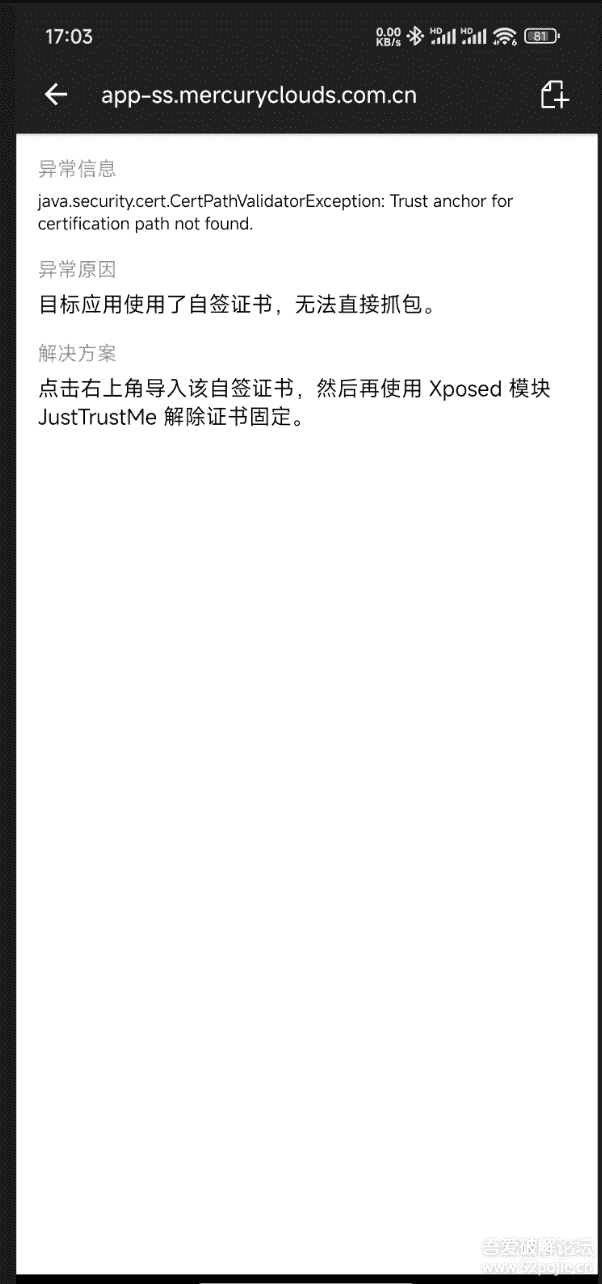 17:03
0.00 KB/s HD HD 6 81
app-ss.mercuryclouds.com.cn
异常信息
java.security.cert.CertPathValidatorException: Trust anchor for
certification path not found.
异常原因
目标应用使用了自签证书，无法直接抓包。
解决方案
点击右上角导入该自签证书，然后再使用 Xposed 模块
JustTrustMe 解除证书固定。
吾爱破解论坛
www.52pojie.cn